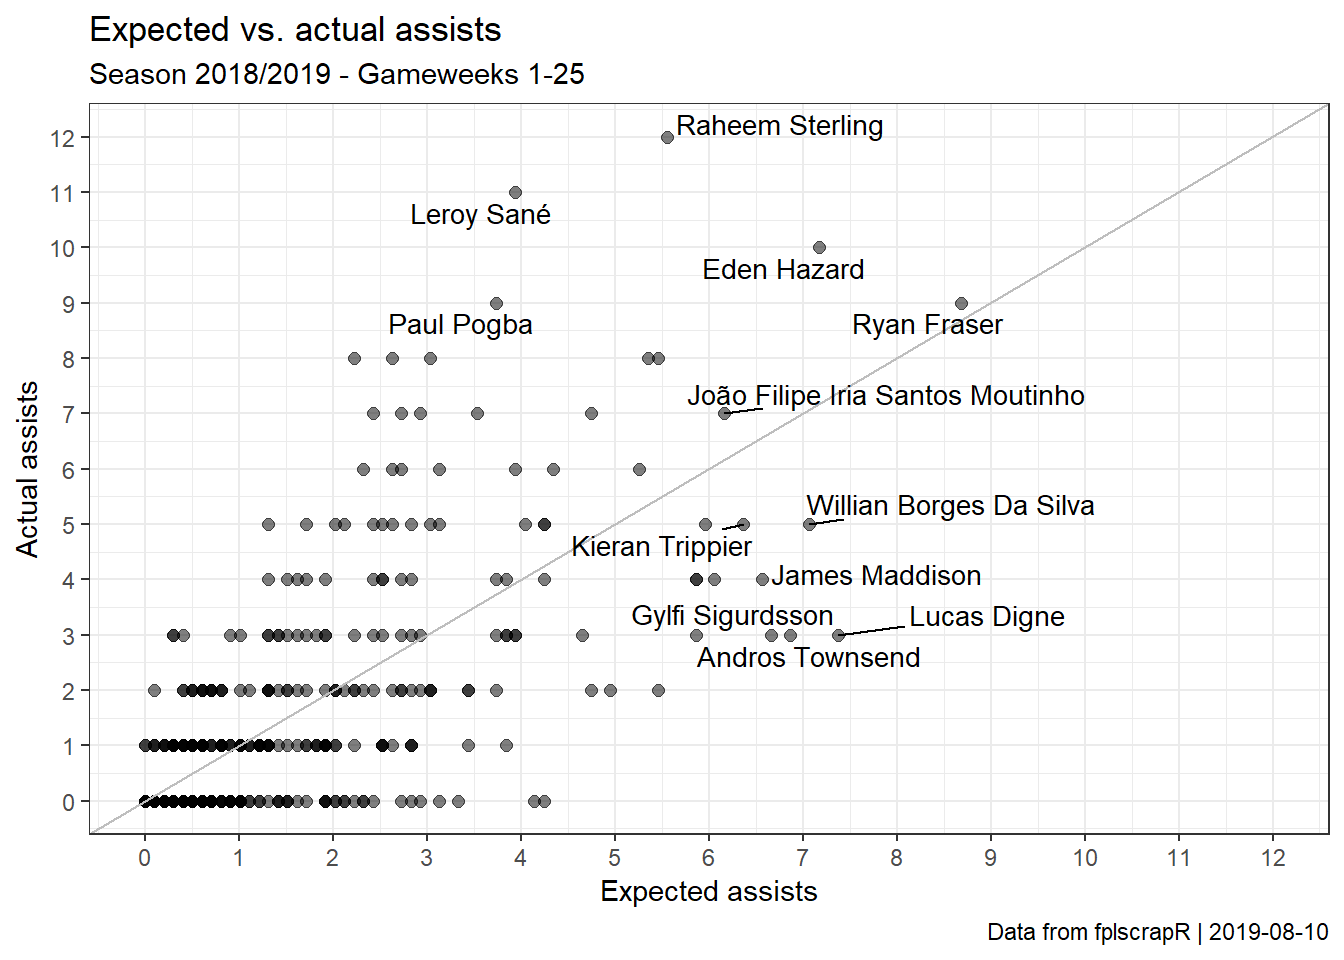 Expected vs. actual assists
Season 2018/2019 - Gameweeks 1-25
Actual assists
12
11
10
9
8
7
6
5
4
3
2
1
0
Raheem Sterling
Leroy Sané
Eden Hazard
Paul Pogba
Ryan Fraser
João Filipe Iria Santos Moutinho
Willian Borges Da Silva
Kieran Trippier
James Maddison
Gylfi Sigurdsson
Lucas Digne
Andros Townsend
0 1 2 3 4 5 6 7 8 9 10 11 12
Expected assists
Data from fplscrapR | 2019-08-10